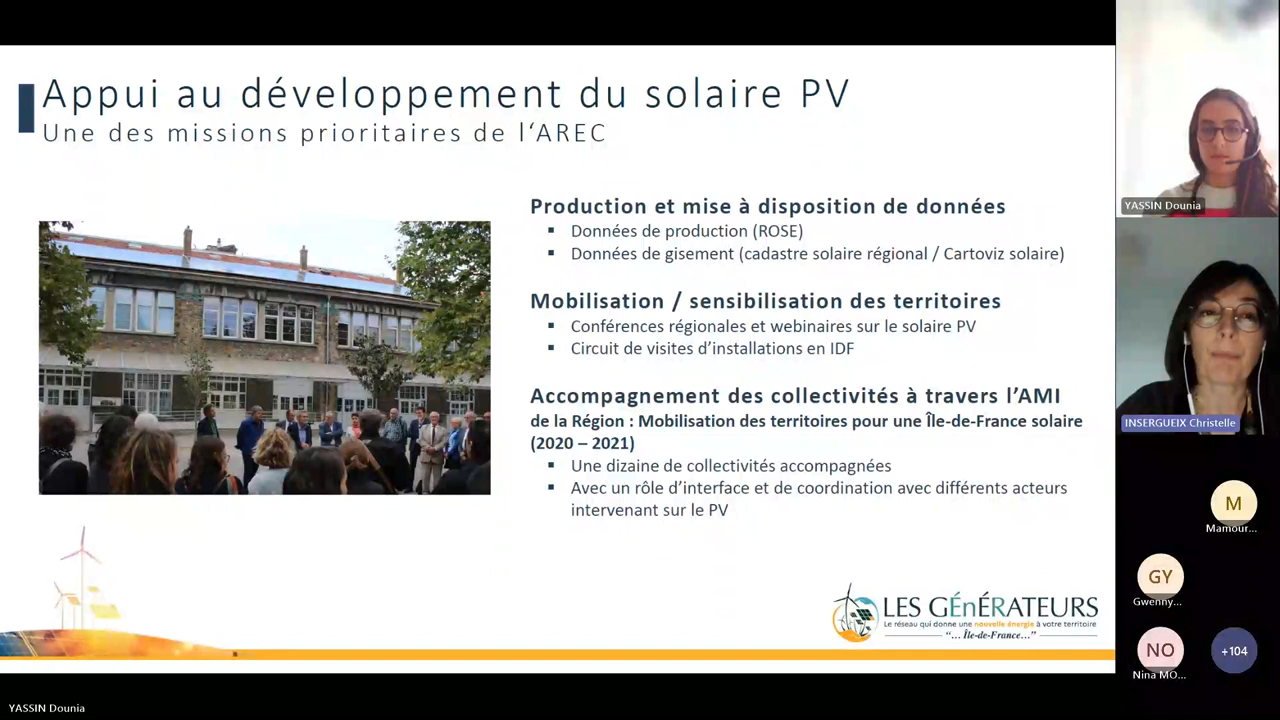 Appui au développement du solaire PV
Une des missions prioritaires de l‘AREC
Production et mise à disposition de données
▪ Données de production (ROSE)
▪ Données de gisement (cadastre solaire régional / Cartoviz solaire)
Mobilisation / sensibilisation des territoires
▪ Conférences régionales et webinaires sur le solaire PV
▪ Circuit de visites d’installations en IDF
Accompagnement des collectivités à travers l’AMI
de la Région : Mobilisation des territoires pour une Île-de-France solaire
(2020 – 2021)
▪ Une dizaine de collectivités accompagnées
▪ Avec un rôle d’interface et de coordination avec différents acteurs
intervenant sur le PV
LES GÉnÉRATEURS
Le réseau qui donne une nouvelle énergie à votre territoire
“... Île-de-France...”
YASSIN Dounia
INSERGUEIX Christelle
M
Mamour...
GY
Gwenny...
NO
Nina MO...
+104
YASSIN Dounia